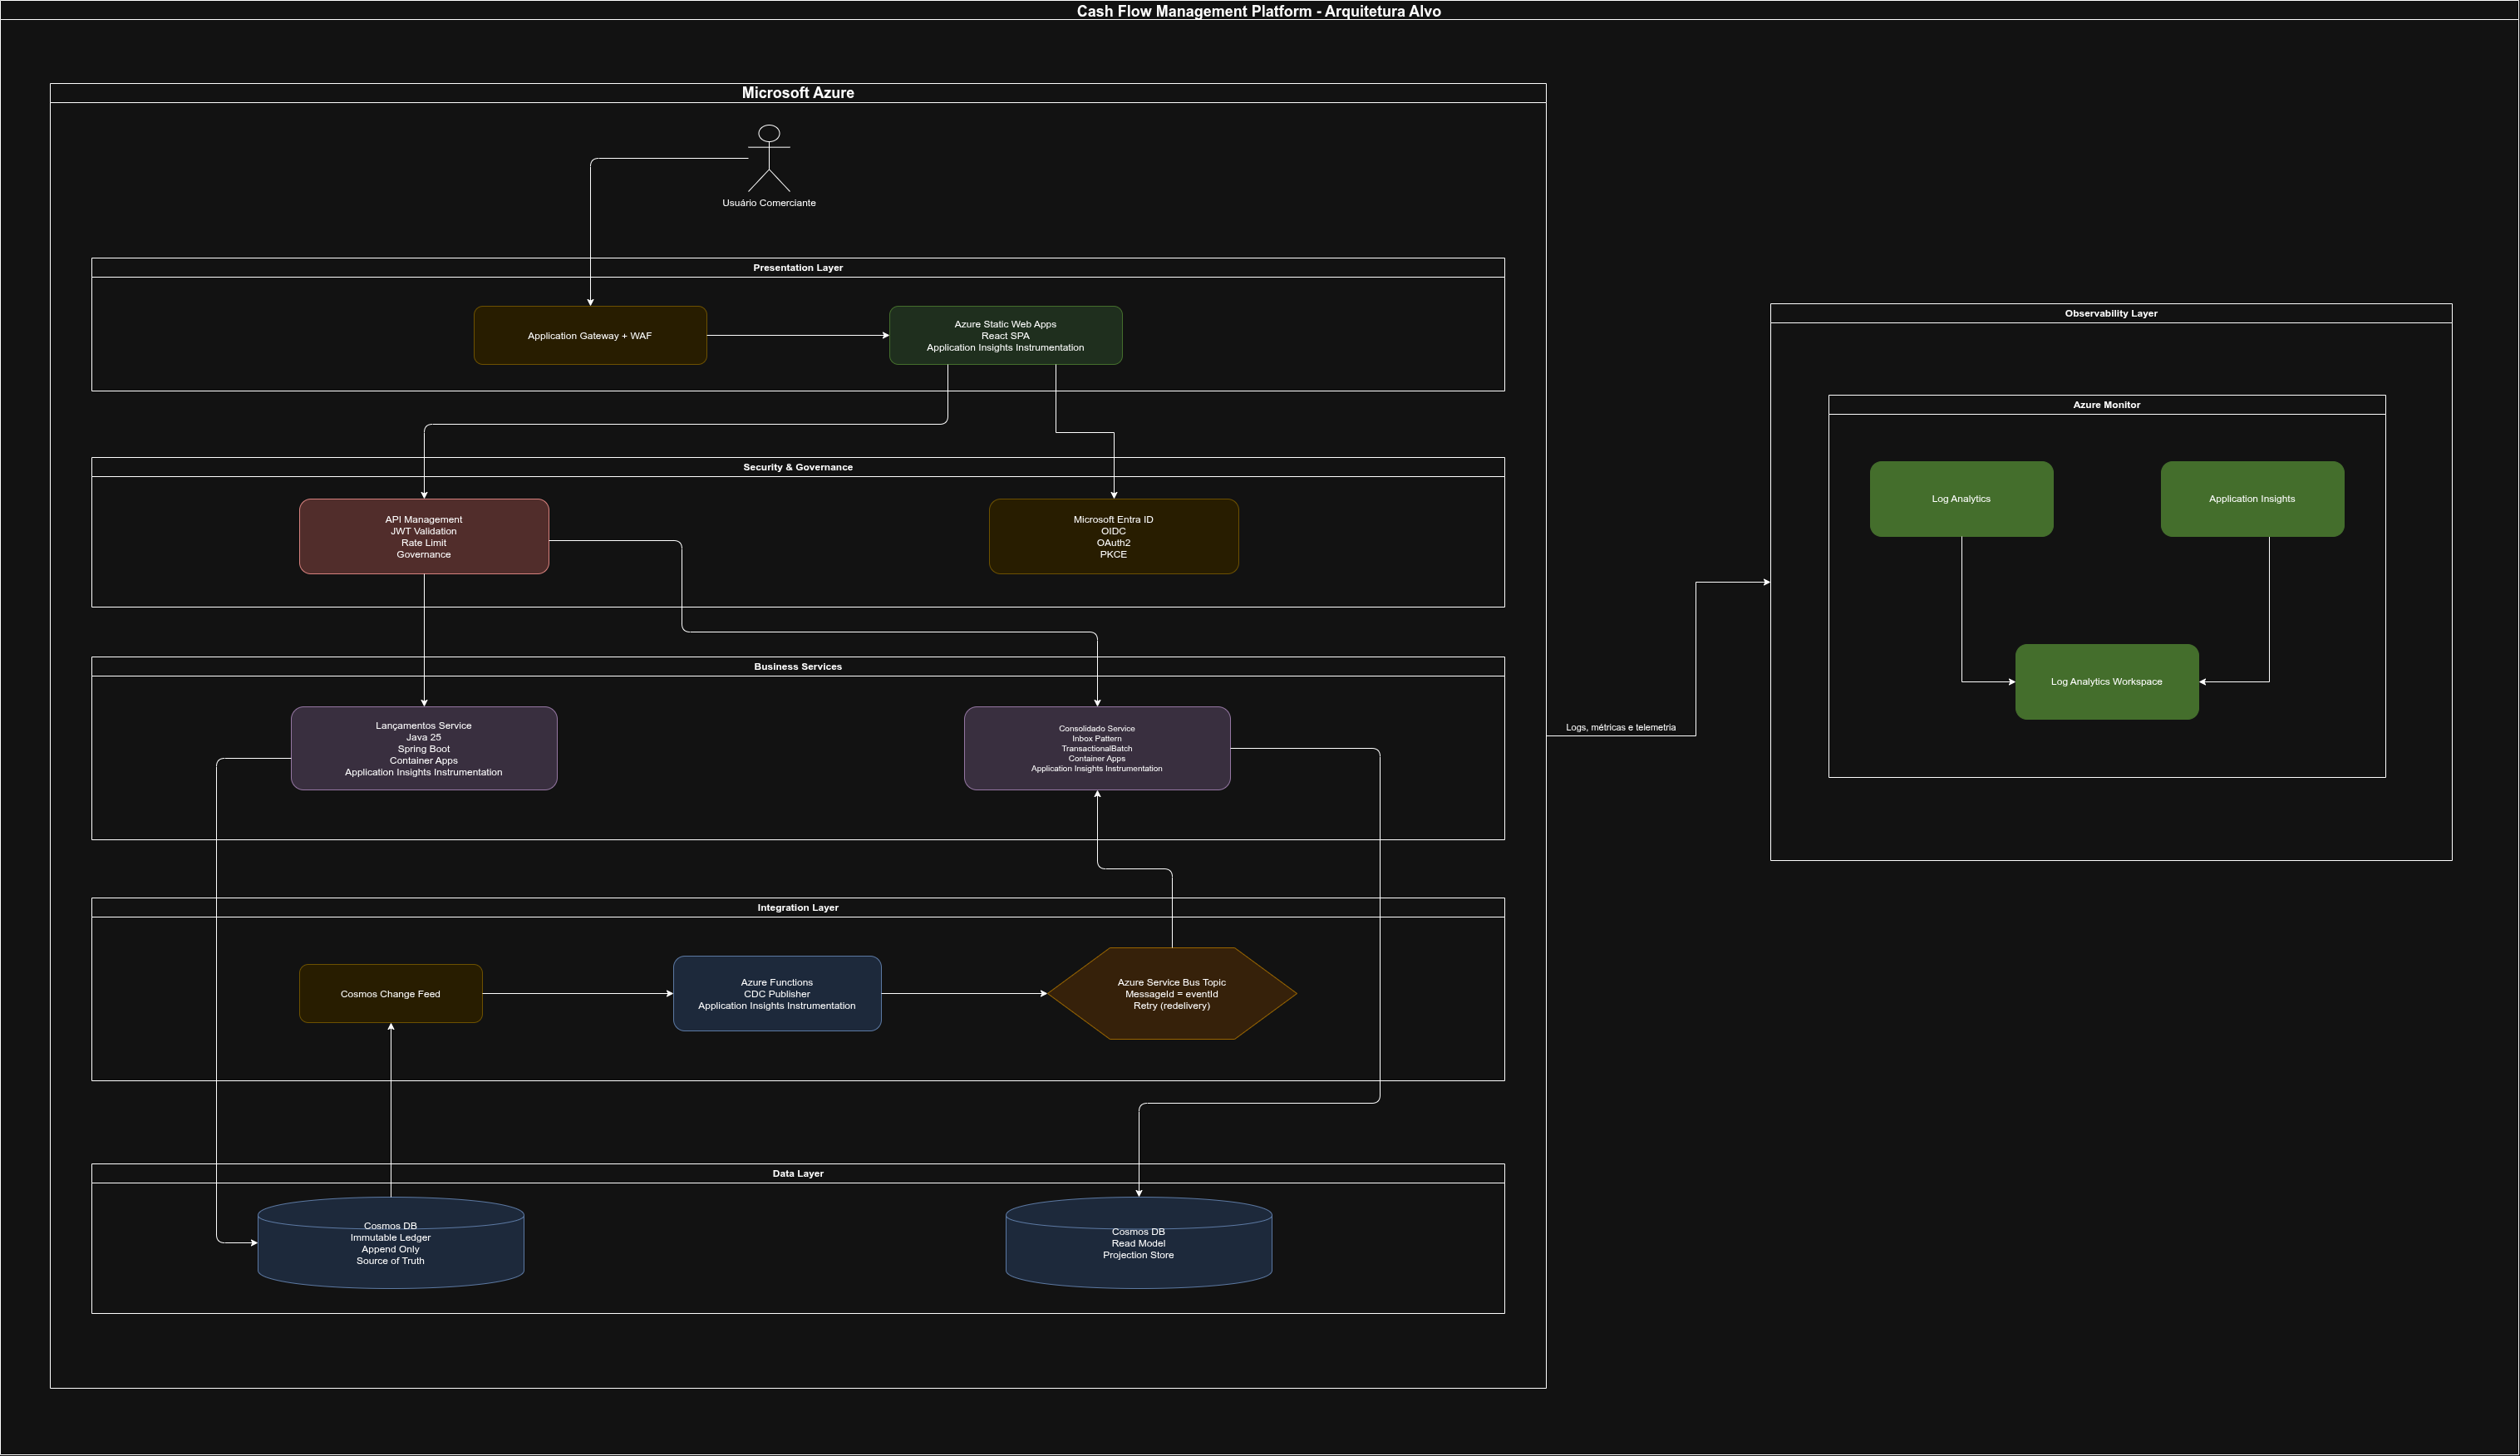 Cash Flow Management Platform - Arquitetura Alvo
Microsoft Azure
Usuário Comerciante
Presentation Layer
Application Gateway + WAF
Azure Static Web Apps
React SPA
Application Insights Instrumentation
Security & Governance
API Management
JWT Validation
Rate Limit
Governance
Microsoft Entra ID
OIDC
OAuth2
PKCE
Business Services
Lançamentos Service
Java 25
Spring Boot
Container Apps
Application Insights Instrumentation
Consolidado Service
Inbox Pattern
TransactionalBatch
Container Apps
Application Insights Instrumentation
Integration Layer
Cosmos Change Feed
Azure Functions
CDC Publisher
Application Insights Instrumentation
Azure Service Bus Topic
MessageId = eventId
Retry (redelivery)
Data Layer
Cosmos DB
Immutable Ledger
Append Only
Source of Truth
Cosmos DB
Read Model
Projection Store
Logs, métricas e telemetria
Observability Layer
Azure Monitor
Log Analytics
Application Insights
Log Analytics Workspace